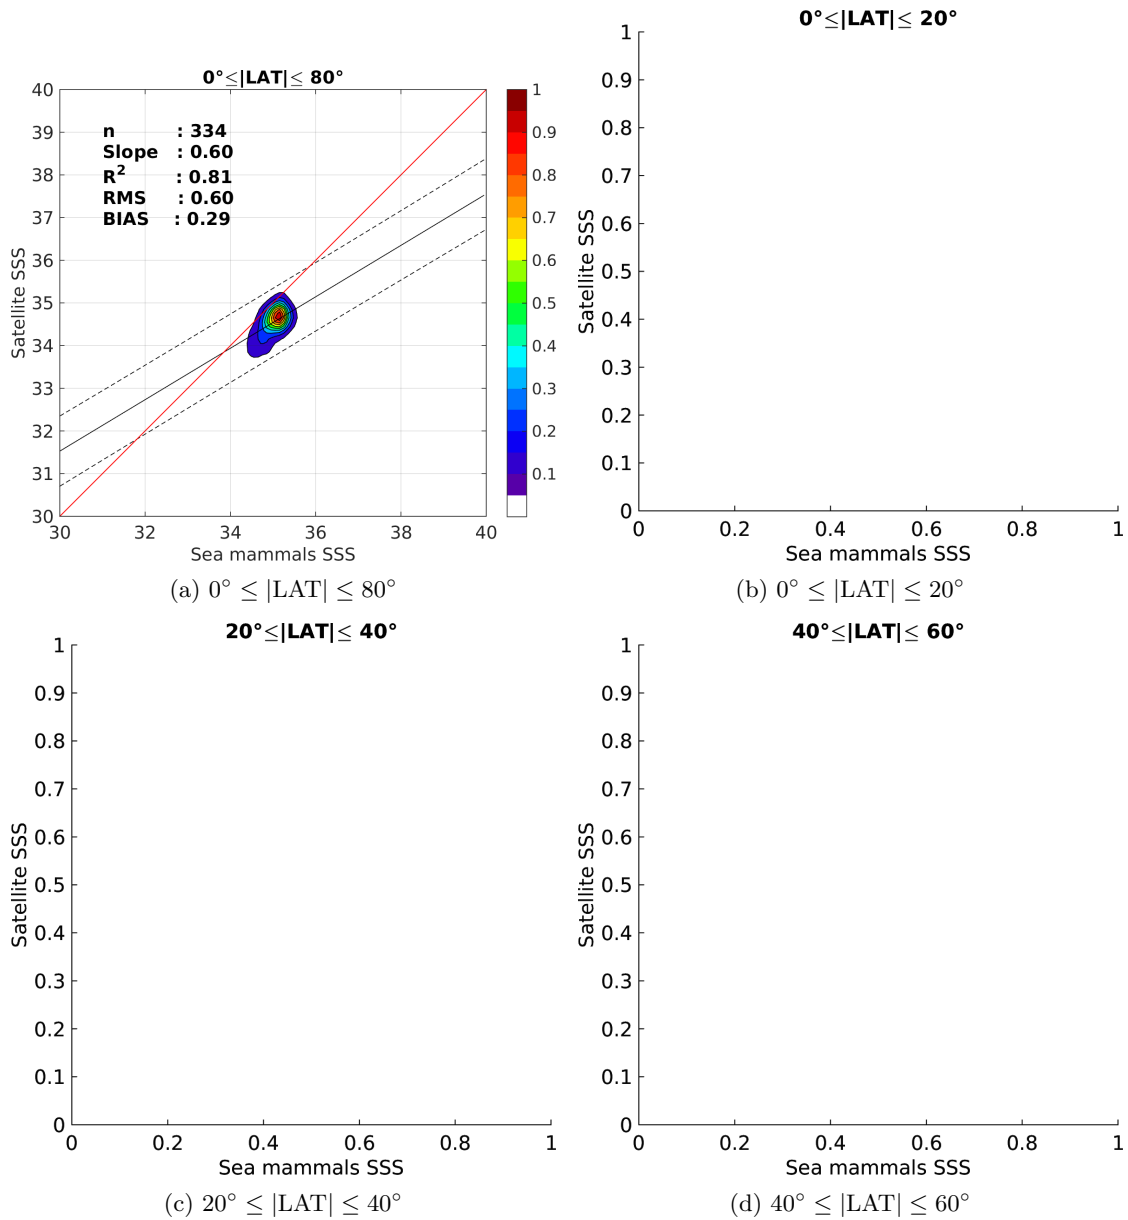 0°≤|LAT|≤ 80°
n : 334
Slope : 0.60
R² : 0.81
RMS : 0.60
BIAS : 0.29
40
39
38
37
36
35
34
33
32
31
30
Satellite SSS
30 32 34 36 38 40
Sea mammals SSS
1
0.9
0.8
0.7
0.6
0.5
0.4
0.3
0.2
0.1
(a) 0° ≤ |LAT| ≤ 80°
0°≤|LAT|≤ 20°
1
0.9
0.8
0.7
0.6
0.5
0.4
0.3
0.2
0.1
0
Satellite SSS
0 0.2 0.4 0.6 0.8 1
Sea mammals SSS
(b) 0° ≤ |LAT| ≤ 20°
20°≤|LAT|≤ 40°
1
0.9
0.8
0.7
0.6
0.5
0.4
0.3
0.2
0.1
0
Satellite SSS
0 0.2 0.4 0.6 0.8 1
Sea mammals SSS
(c) 20° ≤ |LAT| ≤ 40°
40°≤|LAT|≤ 60°
1
0.9
0.8
0.7
0.6
0.5
0.4
0.3
0.2
0.1
0
Satellite SSS
0 0.2 0.4 0.6 0.8 1
Sea mammals SSS
(d) 40° ≤ |LAT| ≤ 60°